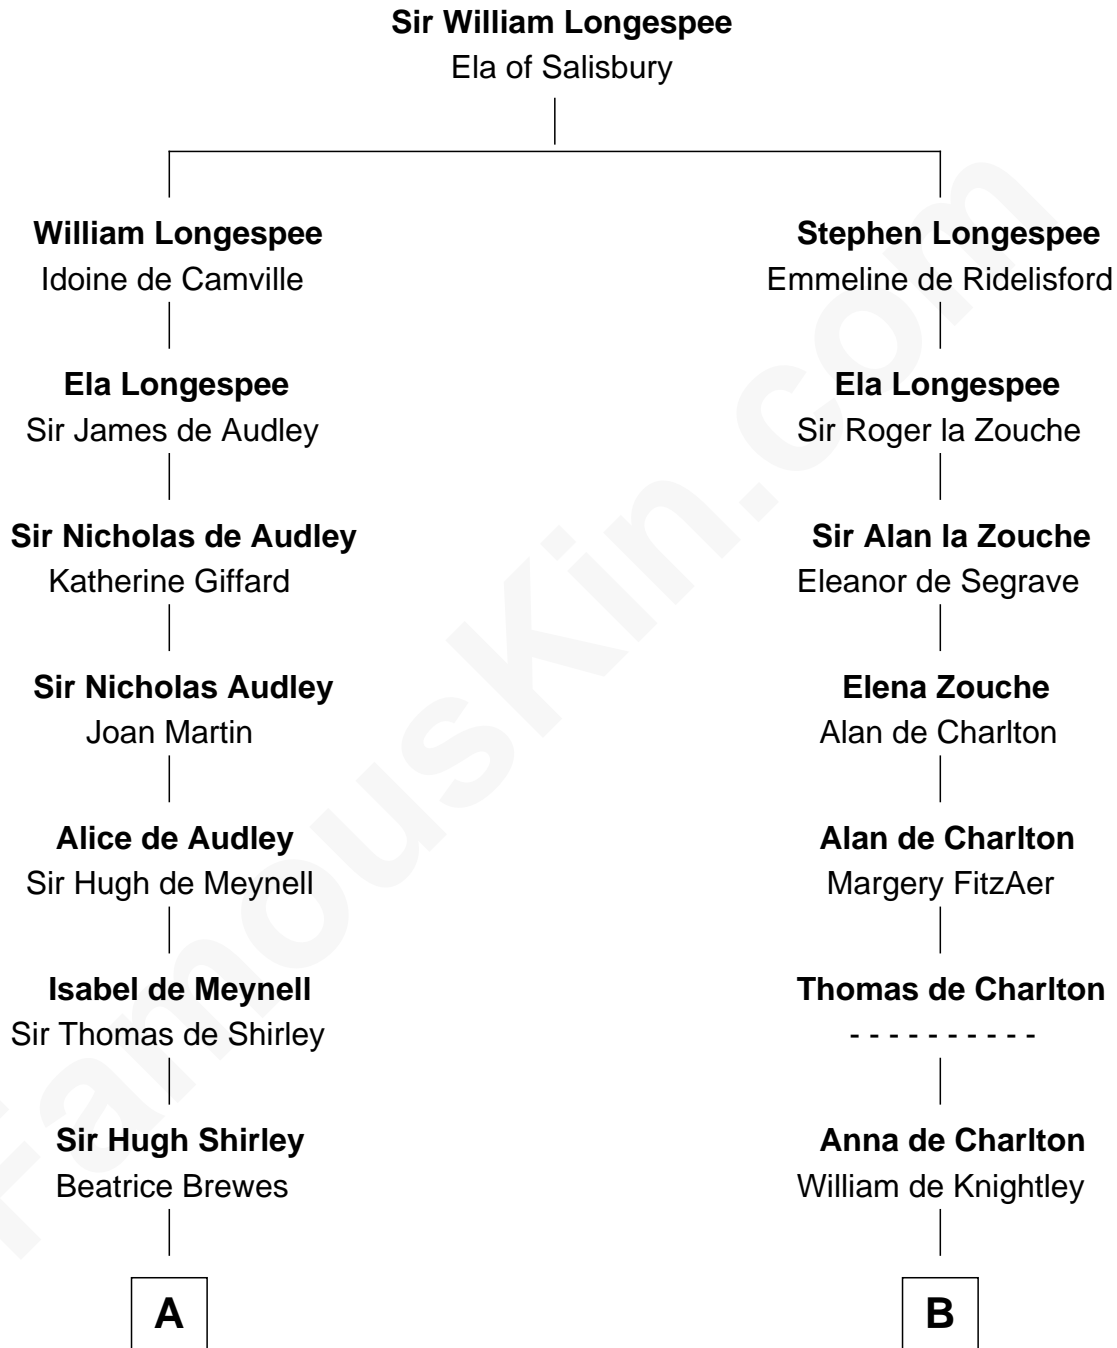 Sir William Longespee
Ela of Salisbury
William Longespee
Idoine de Camville
Stephen Longespee
Emmeline de Ridelisford
Ela Longespee
Sir James de Audley
Ela Longespee
Sir Roger la Zouche
Sir Nicholas de Audley
Katherine Giffard
Sir Alan la Zouche
Eleanor de Segrave
Sir Nicholas Audley
Joan Martin
Elena Zouche
Alan de Charlton
Alice de Audley
Sir Hugh de Meynell
Alan de Charlton
Margery FitzAer
Isabel de Meynell
Sir Thomas de Shirley
Thomas de Charlton
- - - - - - - - - -
Sir Hugh Shirley
Beatrice Brewes
Anna de Charlton
William de Knightley
A
B
FamousKin.com